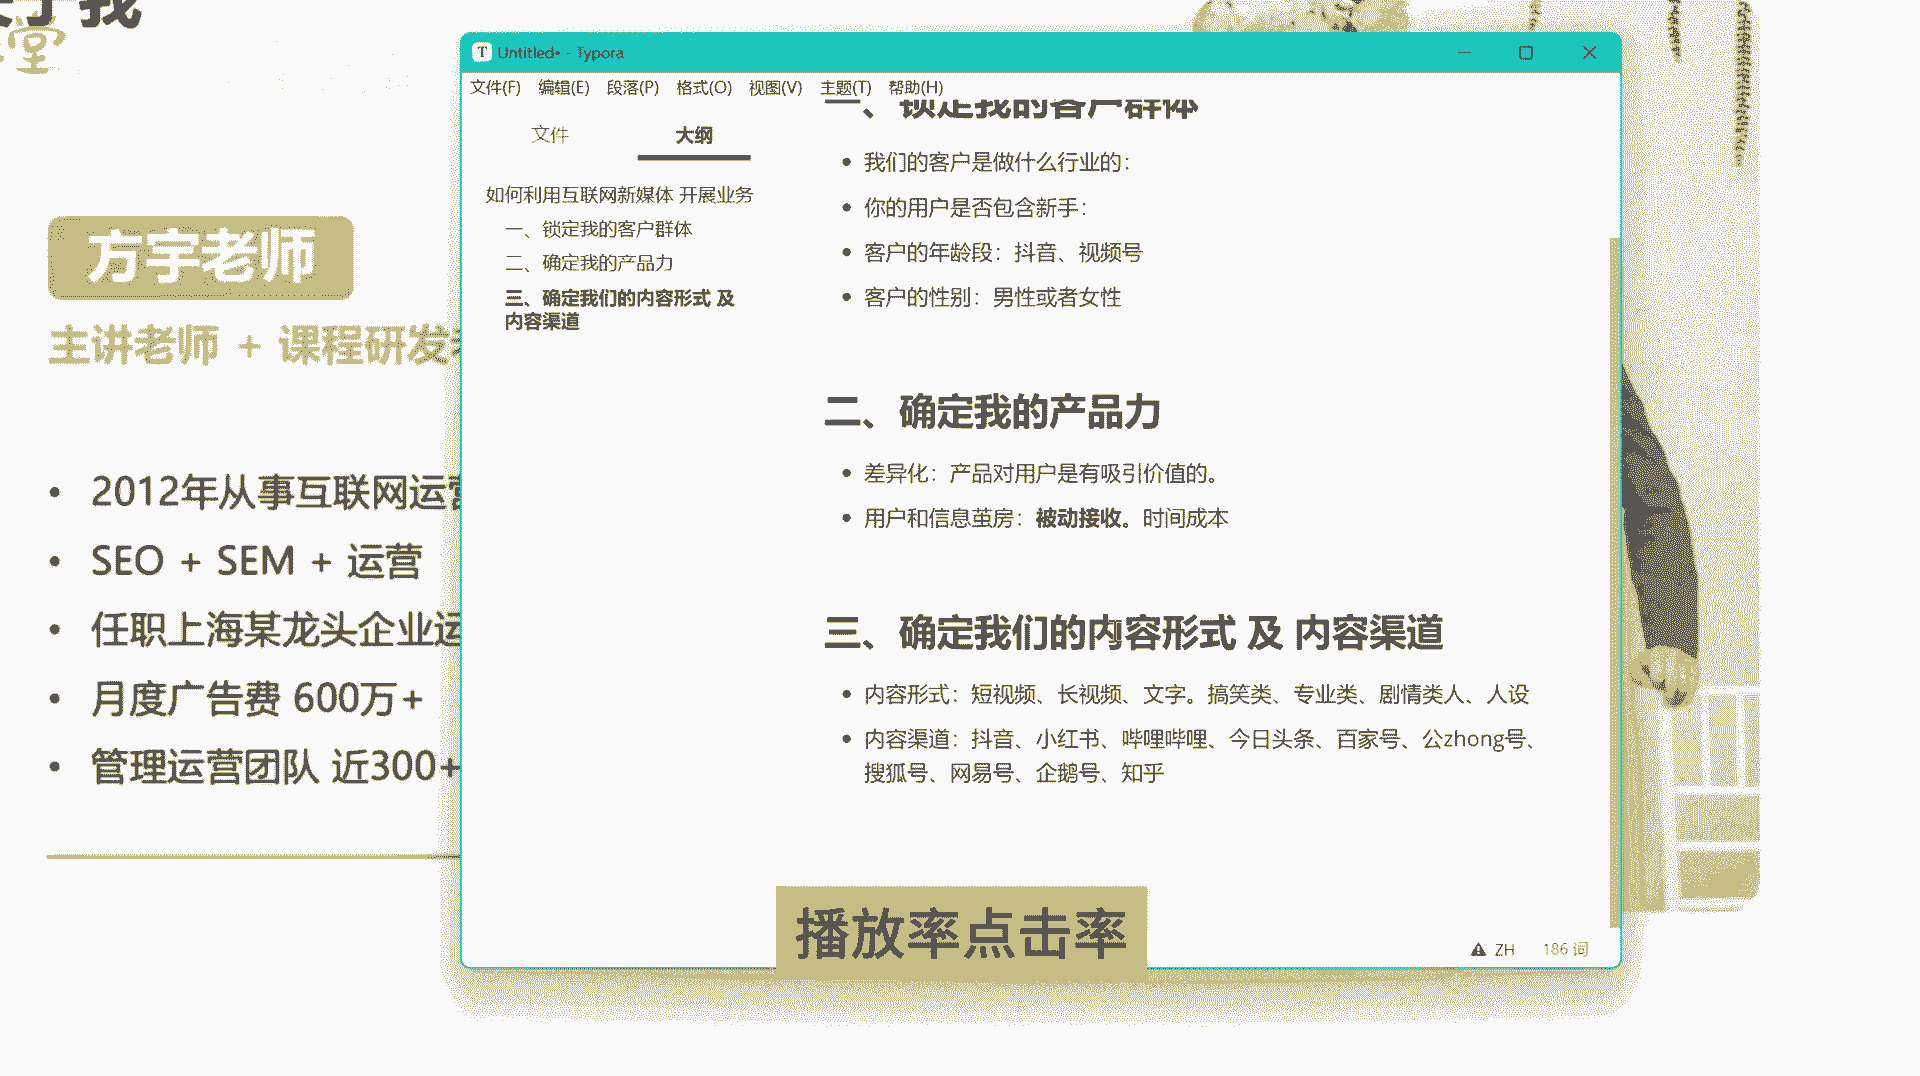 我
堂
方宇老师
主讲老师 + 课程研发
2012年从事互联网运营
SEO + SEM + 运营
任职上海某龙头企业运
月度广告费 600万+
管理运营团队 近300+
Untitled• - Typora
文件(F) 编辑(E) 段落(P) 格式(O) 视图(V) 主题(T) 帮助(H)
文件 大纲
如何利用互联网新媒体 开展业务
一、锁定我的客户群体
二、确定我的产品力
三、确定我们的内容形式 及
内容渠道
一、锁定我的客户群体
我们的客户是做什么行业的：
你的用户是否包含新手：
客户的年龄段：抖音、视频号
客户的性别：男性或者女性
二、确定我的产品力
差异化：产品对用户是有吸引价值的。
用户和信息茧房：被动接收。时间成本
三、确定我们的内容形式 及 内容渠道
内容形式：短视频、长视频、文字。搞笑类、专业类、剧情类人、人设
内容渠道：抖音、小红书、哔哩哔哩、今日头条、百家号、公zhong号、
搜狐号、网易号、企鹅号、知乎
播放率点击率
ZH 186 词